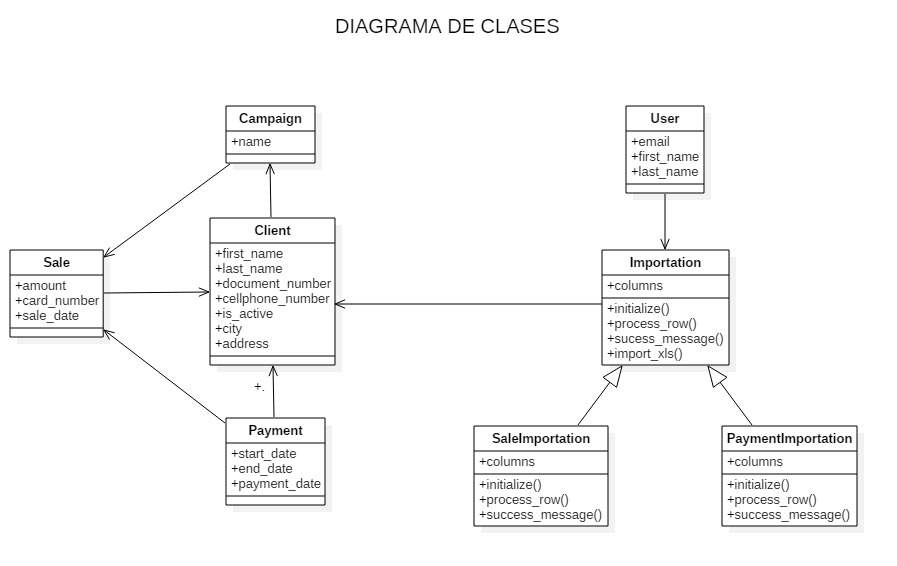 DIAGRAMA DE CLASES
Campaign
+name
User
+email
+first_name
+last_name
Client
+first_name
+last_name
+document_number
+cellphone_number
+is_active
+city
+address
Sale
+amount
+card_number
+sale_date
Importation
+columns
+initialize()
+process_row()
+sucess_message()
+import_xls()
+.
Payment
+start_date
+end_date
+payment_date
SaleImportation
+columns
+initialize()
+process_row()
+success_message()
PaymentImportation
+columns
+initialize()
+process_row()
+success_message()